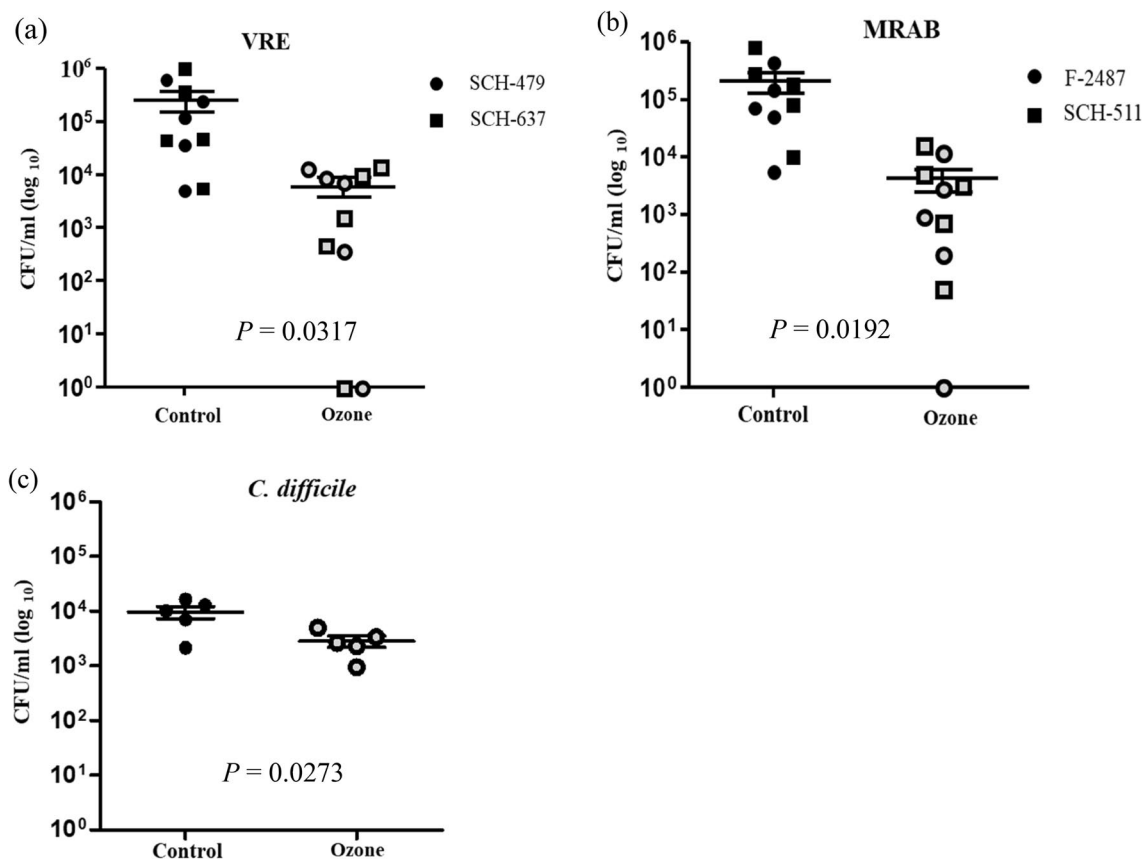 (a)
VRE
CFU/ml (log 10)
10^6
10^5
10^4
10^3
10^2
10^1
10^0
P = 0.0317
Control Ozone
SCH-479
SCH-637
(b)
MRAB
CFU/ml (log 10)
10^6
10^5
10^4
10^3
10^2
10^1
10^0
P = 0.0192
Control Ozone
F-2487
SCH-511
(c)
C. difficile
CFU/ml (log 10)
10^6
10^5
10^4
10^3
10^2
10^1
10^0
P = 0.0273
Control Ozone